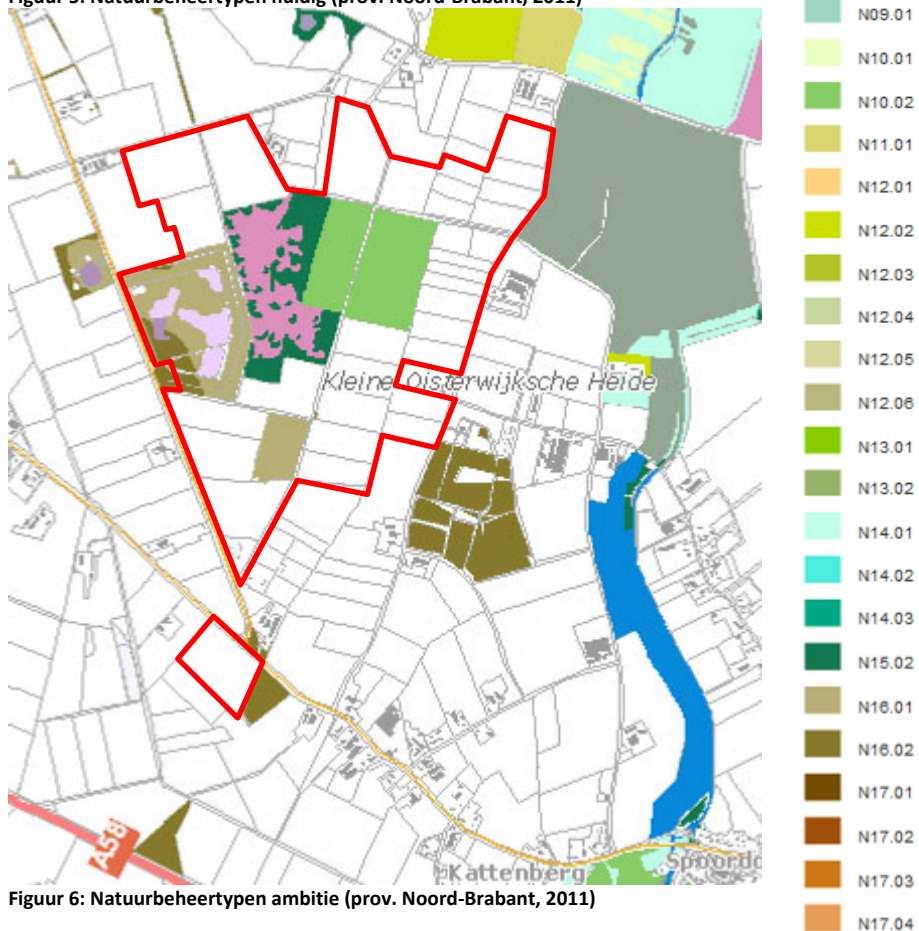 Figuur 5: Natuurbeheertypen huidig (prov. Noord-Brabant, 2011)
N09.01
N10.01
N10.02
N11.01
N12.01
N12.02
N12.03
N12.04
N12.05
N12.06
N13.01
N13.02
N14.01
N14.02
N14.03
N15.02
N16.01
N16.02
N17.01
N17.02
N17.03
N17.04
Kleine Oisterwijksche Heide
A58
Kattenberg
Spoordo
Figuur 6: Natuurbeheertypen ambitie (prov. Noord-Brabant, 2011)